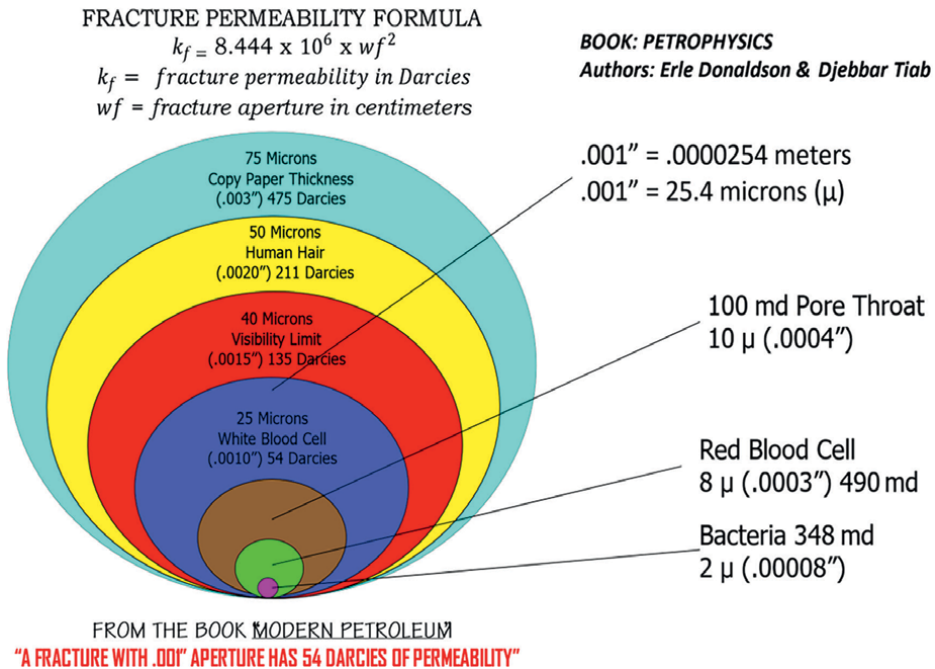 FRACTURE PERMEABILITY FORMULA
k_f = 8.444 x 10⁶ x wf²
k_f = fracture permeability in Darcies
wf = fracture aperture in centimeters
BOOK: PETROPHYSICS
Authors: Erle Donaldson & Djebbar Tiab
75 Microns
Copy Paper Thickness
(.003") 475 Darcies
50 Microns
Human Hair
(.0020") 211 Darcies
40 Microns
Visibility Limit
(.0015") 135 Darcies
25 Microns
White Blood Cell
(.0010") 54 Darcies
.001" = .0000254 meters
.001" = 25.4 microns (µ)
100 md Pore Throat
10 µ (.0004")
Red Blood Cell
8 µ (.0003") 490 md
Bacteria 348 md
2 µ (.00008")
FROM THE BOOK "MODERN PETROLEUM"
"A FRACTURE WITH .001" APERTURE HAS 54 DARCIES OF PERMEABILITY"